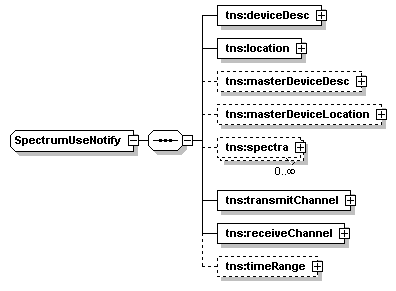 tns:deviceDesc
tns:location
tns:masterDeviceDesc
tns:masterDeviceLocation
SpectrumUseNotify
tns:spectra
0..∞
tns:transmitChannel
tns:receiveChannel
tns:timeRange